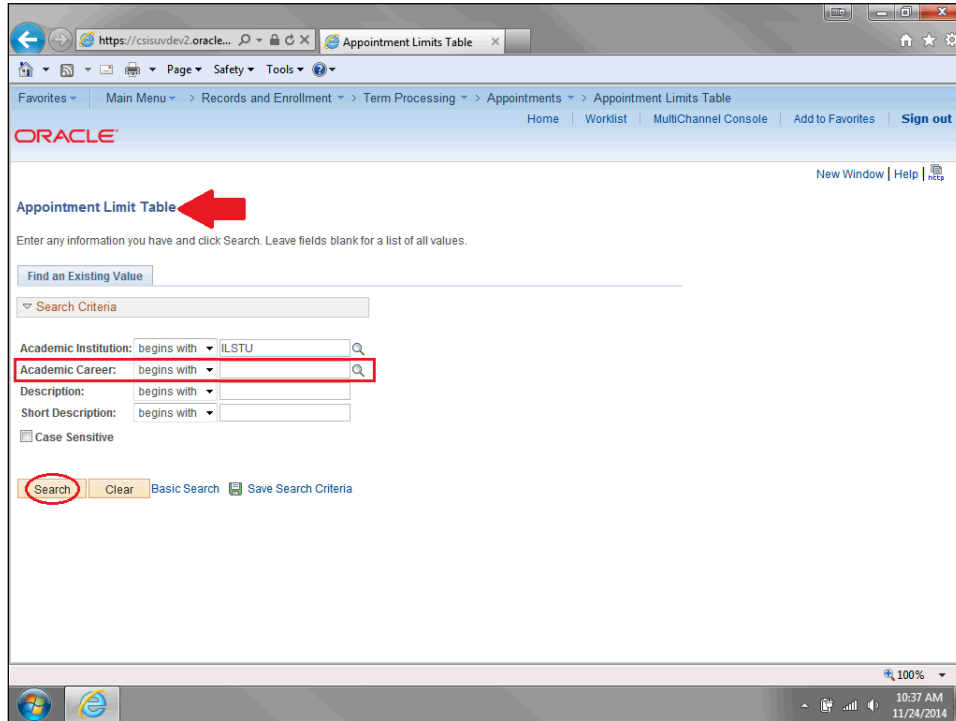 https://csisuvdev2.oracle... Appointment Limits Table
Page Safety Tools
Favorites Main Menu > Records and Enrollment > Term Processing > Appointments > Appointment Limits Table
Home Worklist MultiChannel Console Add to Favorites Sign out
ORACLE
New Window | Help | http
Appointment Limit Table
Enter any information you have and click Search. Leave fields blank for a list of all values.
Find an Existing Value
Search Criteria
Academic Institution: begins with ILSTU
Academic Career: begins with
Description: begins with
Short Description: begins with
Case Sensitive
Search Clear Basic Search Save Search Criteria
100%
10:37 AM
11/24/2014